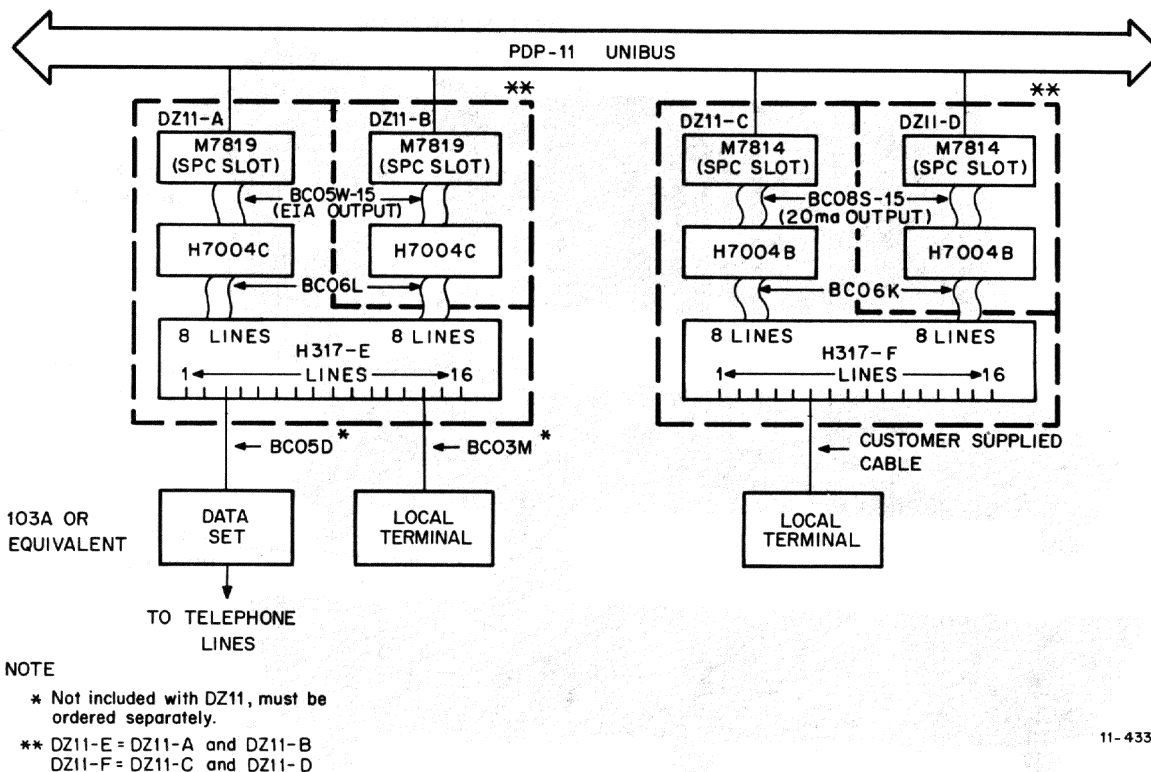 PDP-11 UNIBUS
**
DZ11-A
M7819
(SPC SLOT)
DZ11-B
M7819
(SPC SLOT)
BC05W-15
(EIA OUTPUT)
H7004C
H7004C
BC06L
8 LINES
8 LINES
H317-E
1 LINES 16
**
DZ11-C
M7814
(SPC SLOT)
DZ11-D
M7814
(SPC SLOT)
BC08S-15
(20ma OUTPUT)
H7004B
H7004B
BC06K
8 LINES
8 LINES
H317-F
1 LINES 16
BC05D *
BC03M *
CUSTOMER SUPPLIED
CABLE
103A OR
EQUIVALENT
DATA
SET
LOCAL
TERMINAL
LOCAL
TERMINAL
TO TELEPHONE
LINES
NOTE
* Not included with DZ11, must be
ordered separately.
** DZ11-E = DZ11-A and DZ11-B
DZ11-F = DZ11-C and DZ11-D
11-433